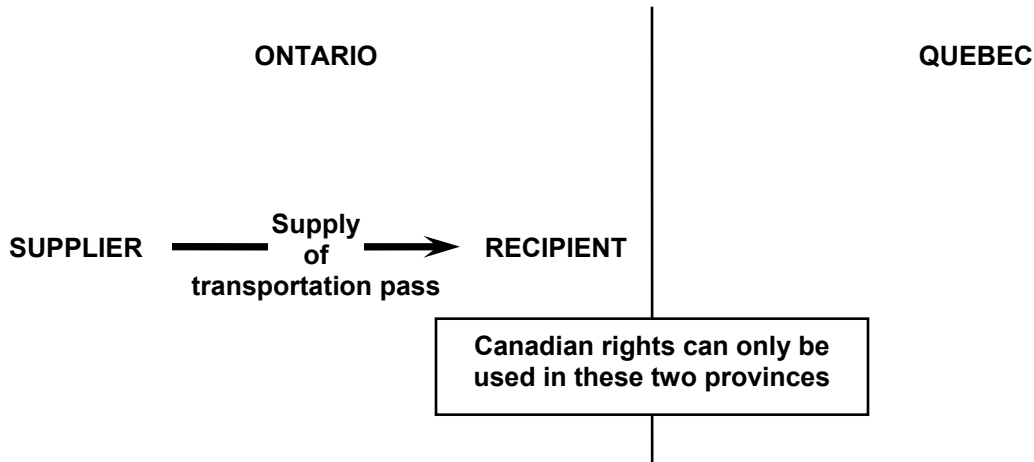 ONTARIO
QUEBEC
SUPPLIER
Supply
of
transportation pass
RECIPIENT
Canadian rights can only be
used in these two provinces